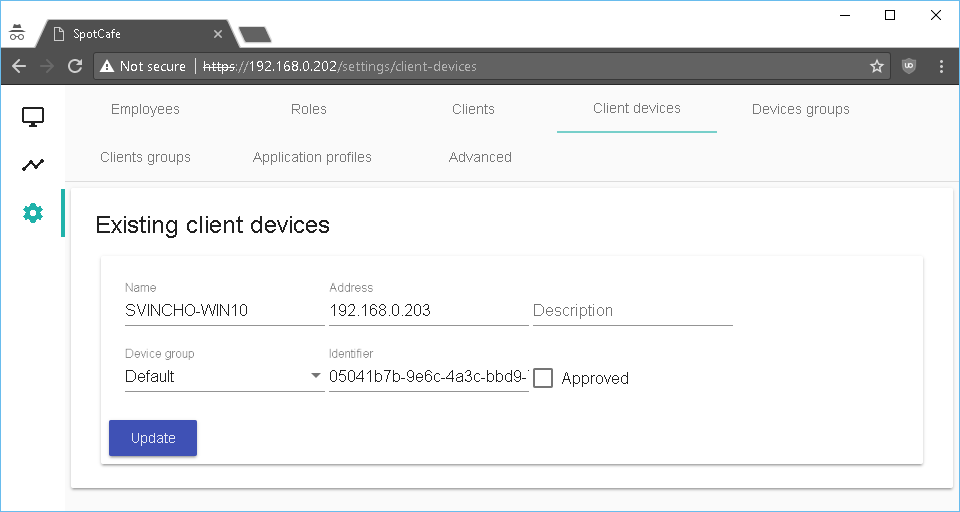 SpotCafe
Not secure | https://192.168.0.202/settings/client-devices
Employees Roles Clients Client devices Devices groups
Clients groups Application profiles Advanced
Existing client devices
Name Address
SVINCHO-WIN10 192.168.0.203 Description
Device group Identifier
Default 05041b7b-9e6c-4a3c-bbd9- Approved
Update